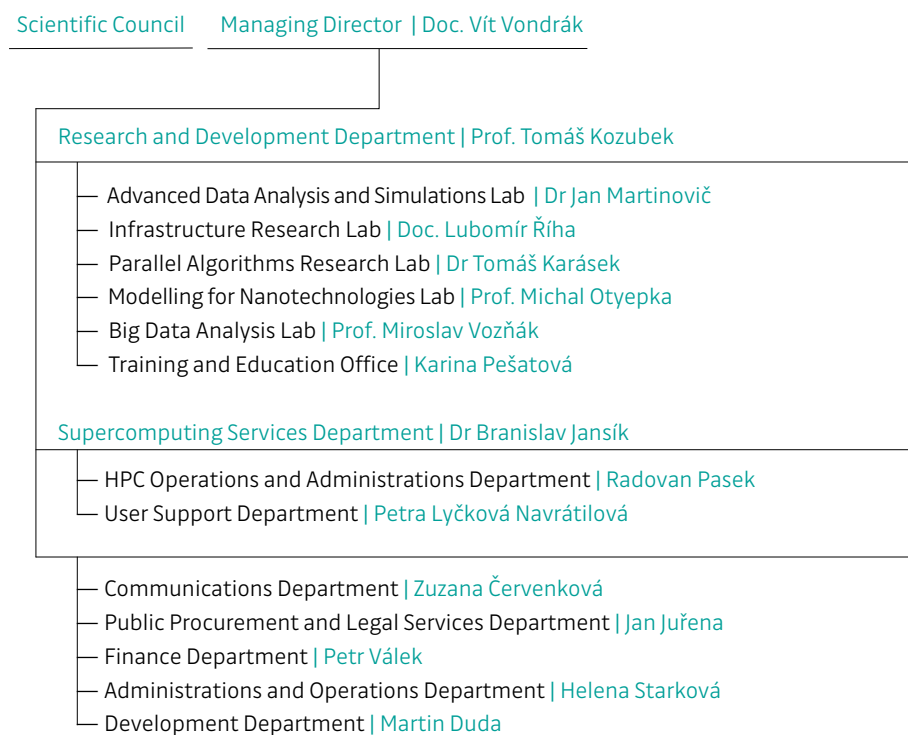 Scientific Council Managing Director | Doc. Vít Vondrák
Research and Development Department | Prof. Tomáš Kozubek
Advanced Data Analysis and Simulations Lab | Dr Jan Martinovič
Infrastructure Research Lab | Doc. Lubomír Říha
Parallel Algorithms Research Lab | Dr Tomáš Karásek
Modelling for Nanotechnologies Lab | Prof. Michal Otyepka
Big Data Analysis Lab | Prof. Miroslav Vozňák
Training and Education Office | Karina Pešatová
Supercomputing Services Department | Dr Branislav Jansík
HPC Operations and Administrations Department | Radovan Pasek
User Support Department | Petra Lyčková Navrátilová
Communications Department | Zuzana Červenková
Public Procurement and Legal Services Department | Jan Juřena
Finance Department | Petr Válek
Administrations and Operations Department | Helena Starková
Development Department | Martin Duda